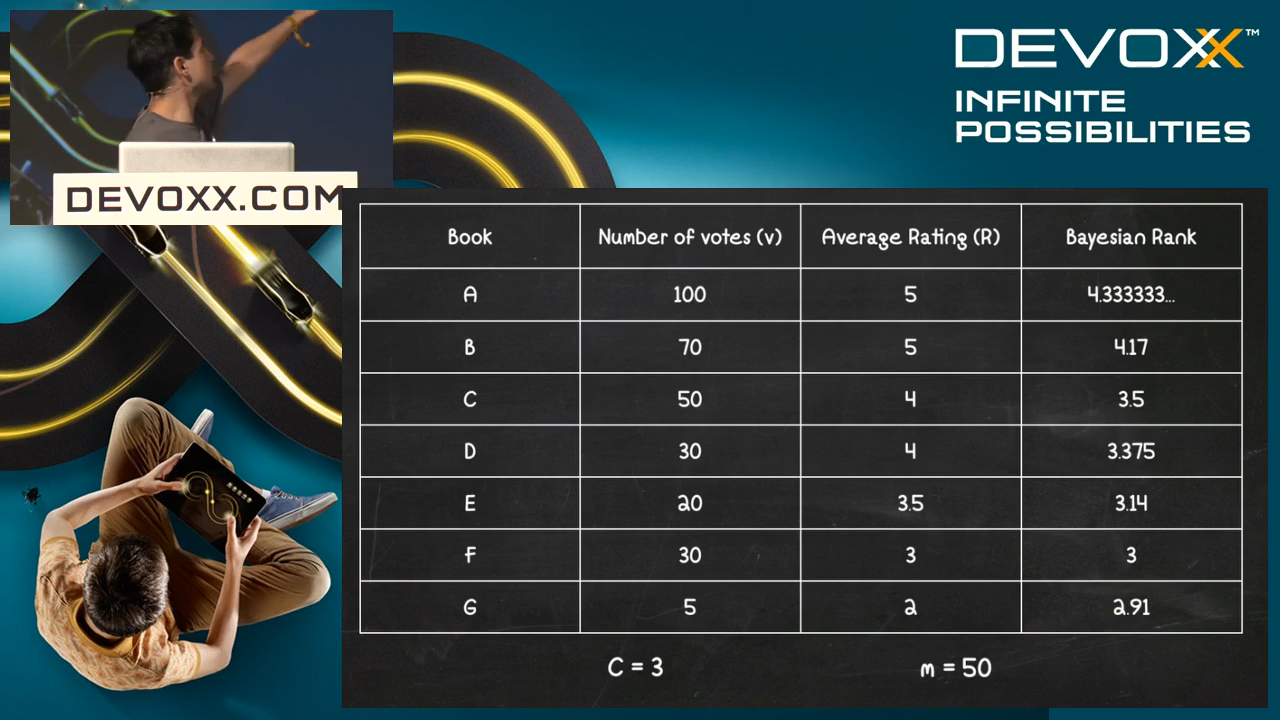 DEVOXX™
INFINITE
POSSIBILITIES
DEVOXX.COM
Book Number of votes (v) Average Rating (R) Bayesian Rank
A 100 5 4.333333...
B 70 5 4.17
C 50 4 3.5
D 30 4 3.375
E 20 3.5 3.14
F 30 3 3
G 5 2 2.91
C = 3 m = 50